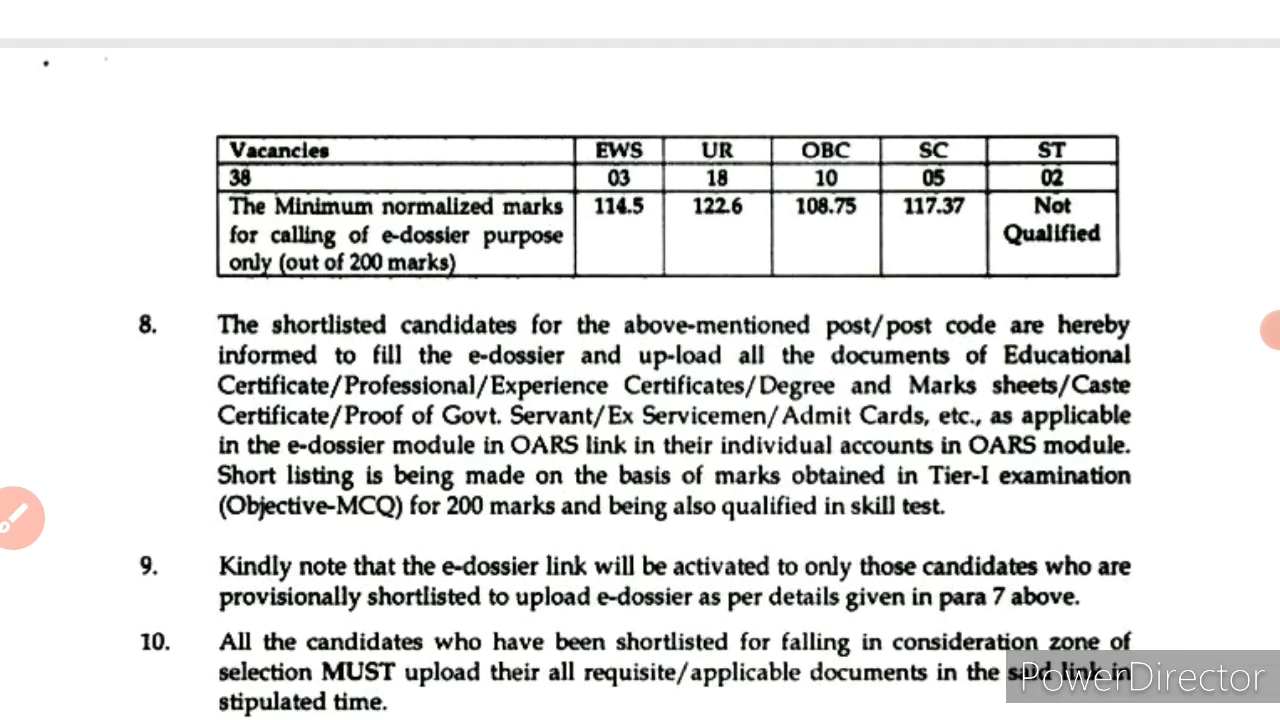 Vacancies EWS UR OBC SC ST
38 03 18 10 05 02
The Minimum normalized marks 114.5 122.6 108.75 117.37 Not
for calling of e-dossier purpose Qualified
only (out of 200 marks)
8. The shortlisted candidates for the above-mentioned post/post code are hereby
informed to fill the e-dossier and up-load all the documents of Educational
Certificate/Professional/Experience Certificates/Degree and Marks sheets/Caste
Certificate/Proof of Govt. Servant/Ex Servicemen/Admit Cards, etc., as applicable
in the e-dossier module in OARS link in their individual accounts in OARS module.
Short listing is being made on the basis of marks obtained in Tier-I examination
(Objective-MCQ) for 200 marks and being also qualified in skill test.
9. Kindly note that the e-dossier link will be activated to only those candidates who are
provisionally shortlisted to upload e-dossier as per details given in para 7 above.
10. All the candidates who have been shortlisted for falling in consideration zone of
selection MUST upload their all requisite/applicable documents in the said link in
stipulated time.
PowerDirector